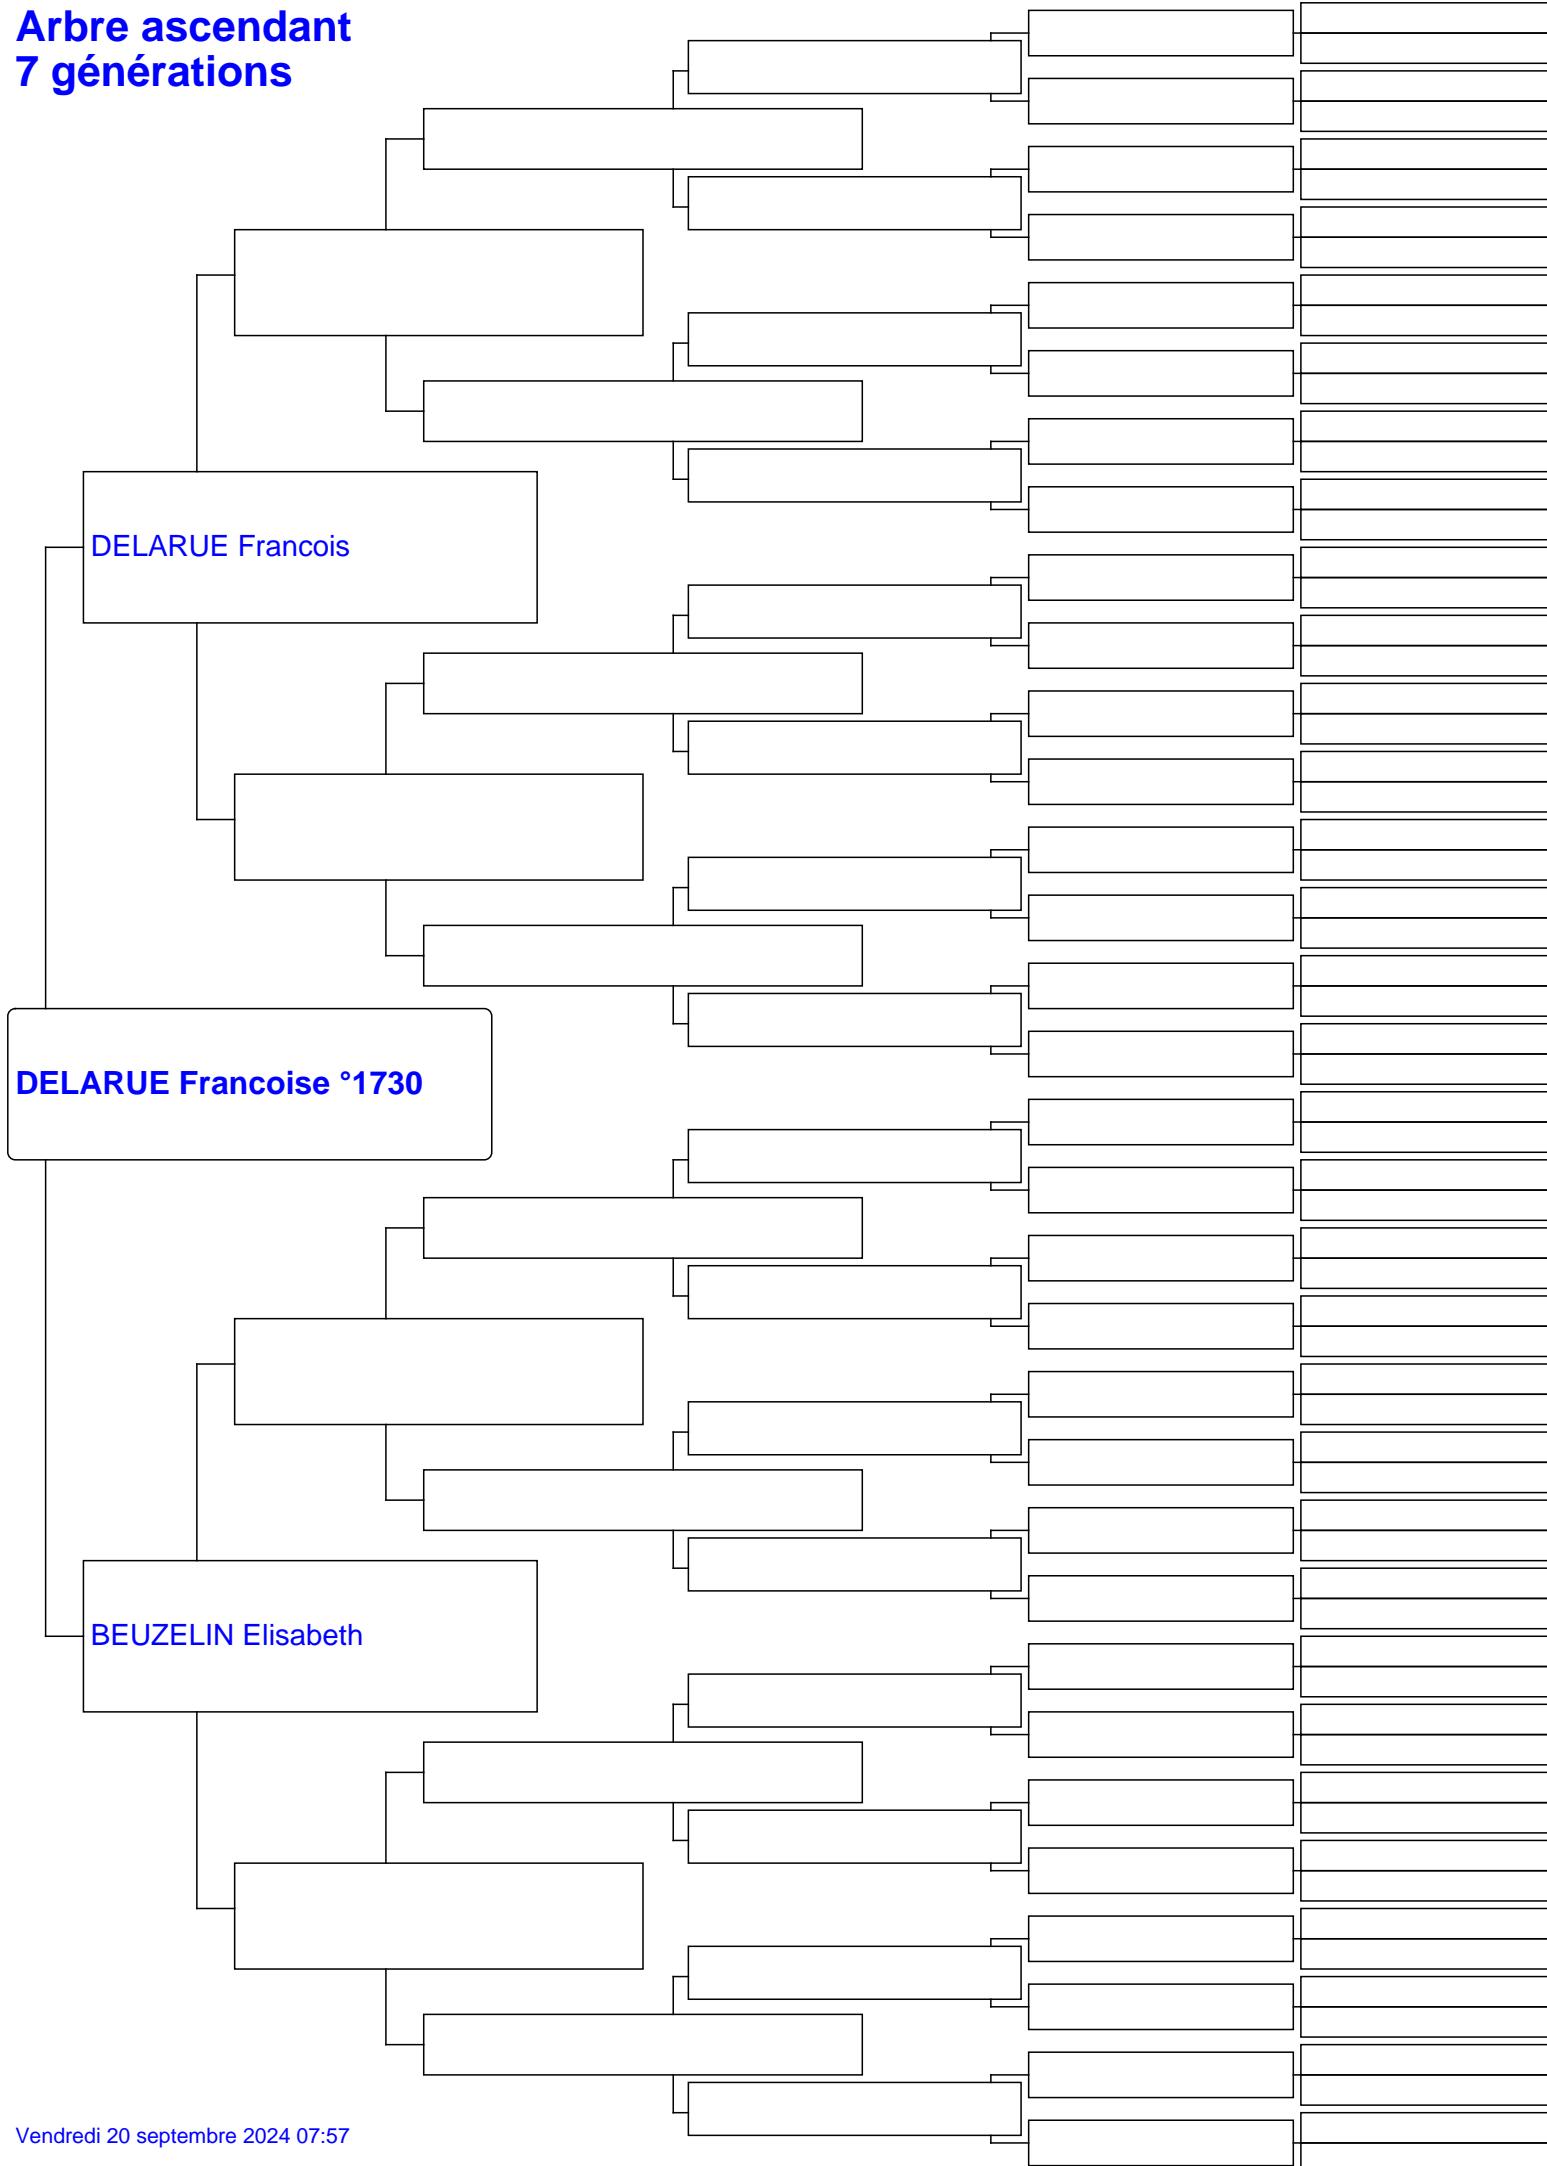 Arbre ascendant
7 générations
DELARUE Francois
DELARUE Francoise °1730
BEUZELIN Elisabeth
Vendredi 20 septembre 2024 07:57